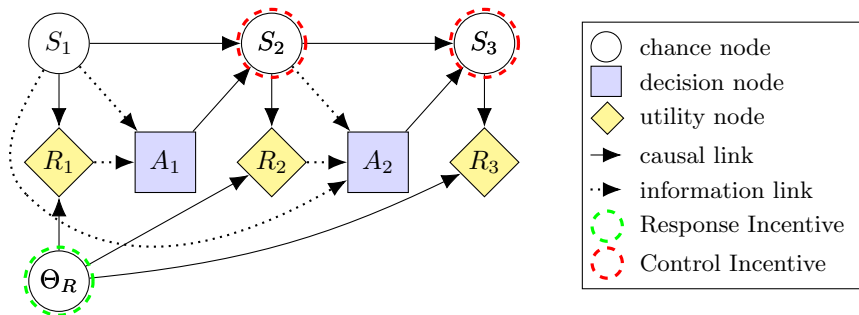 S₁ S₂ S₃
R₁ A₁ R₂ A₂ R₃
Θ_R
chance node
decision node
utility node
causal link
information link
Response Incentive
Control Incentive